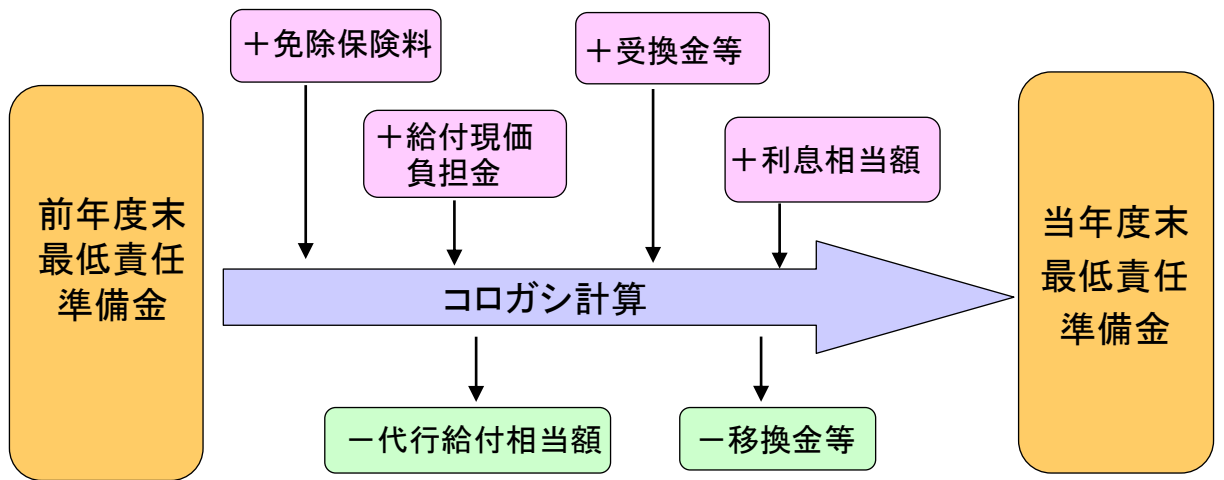 前年度末
最低責任
準備金
＋免除保険料
＋給付現価
負担金
＋受換金等
＋利息相当額
コロガシ計算
－代行給付相当額
－移換金等
当年度末
最低責任
準備金